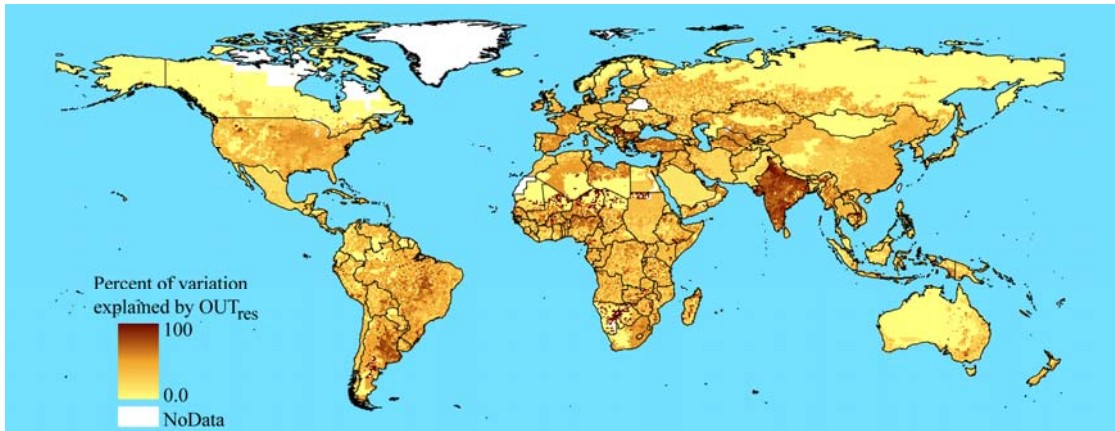 Percent of variation
explained by OUTres
100
0.0
NoData